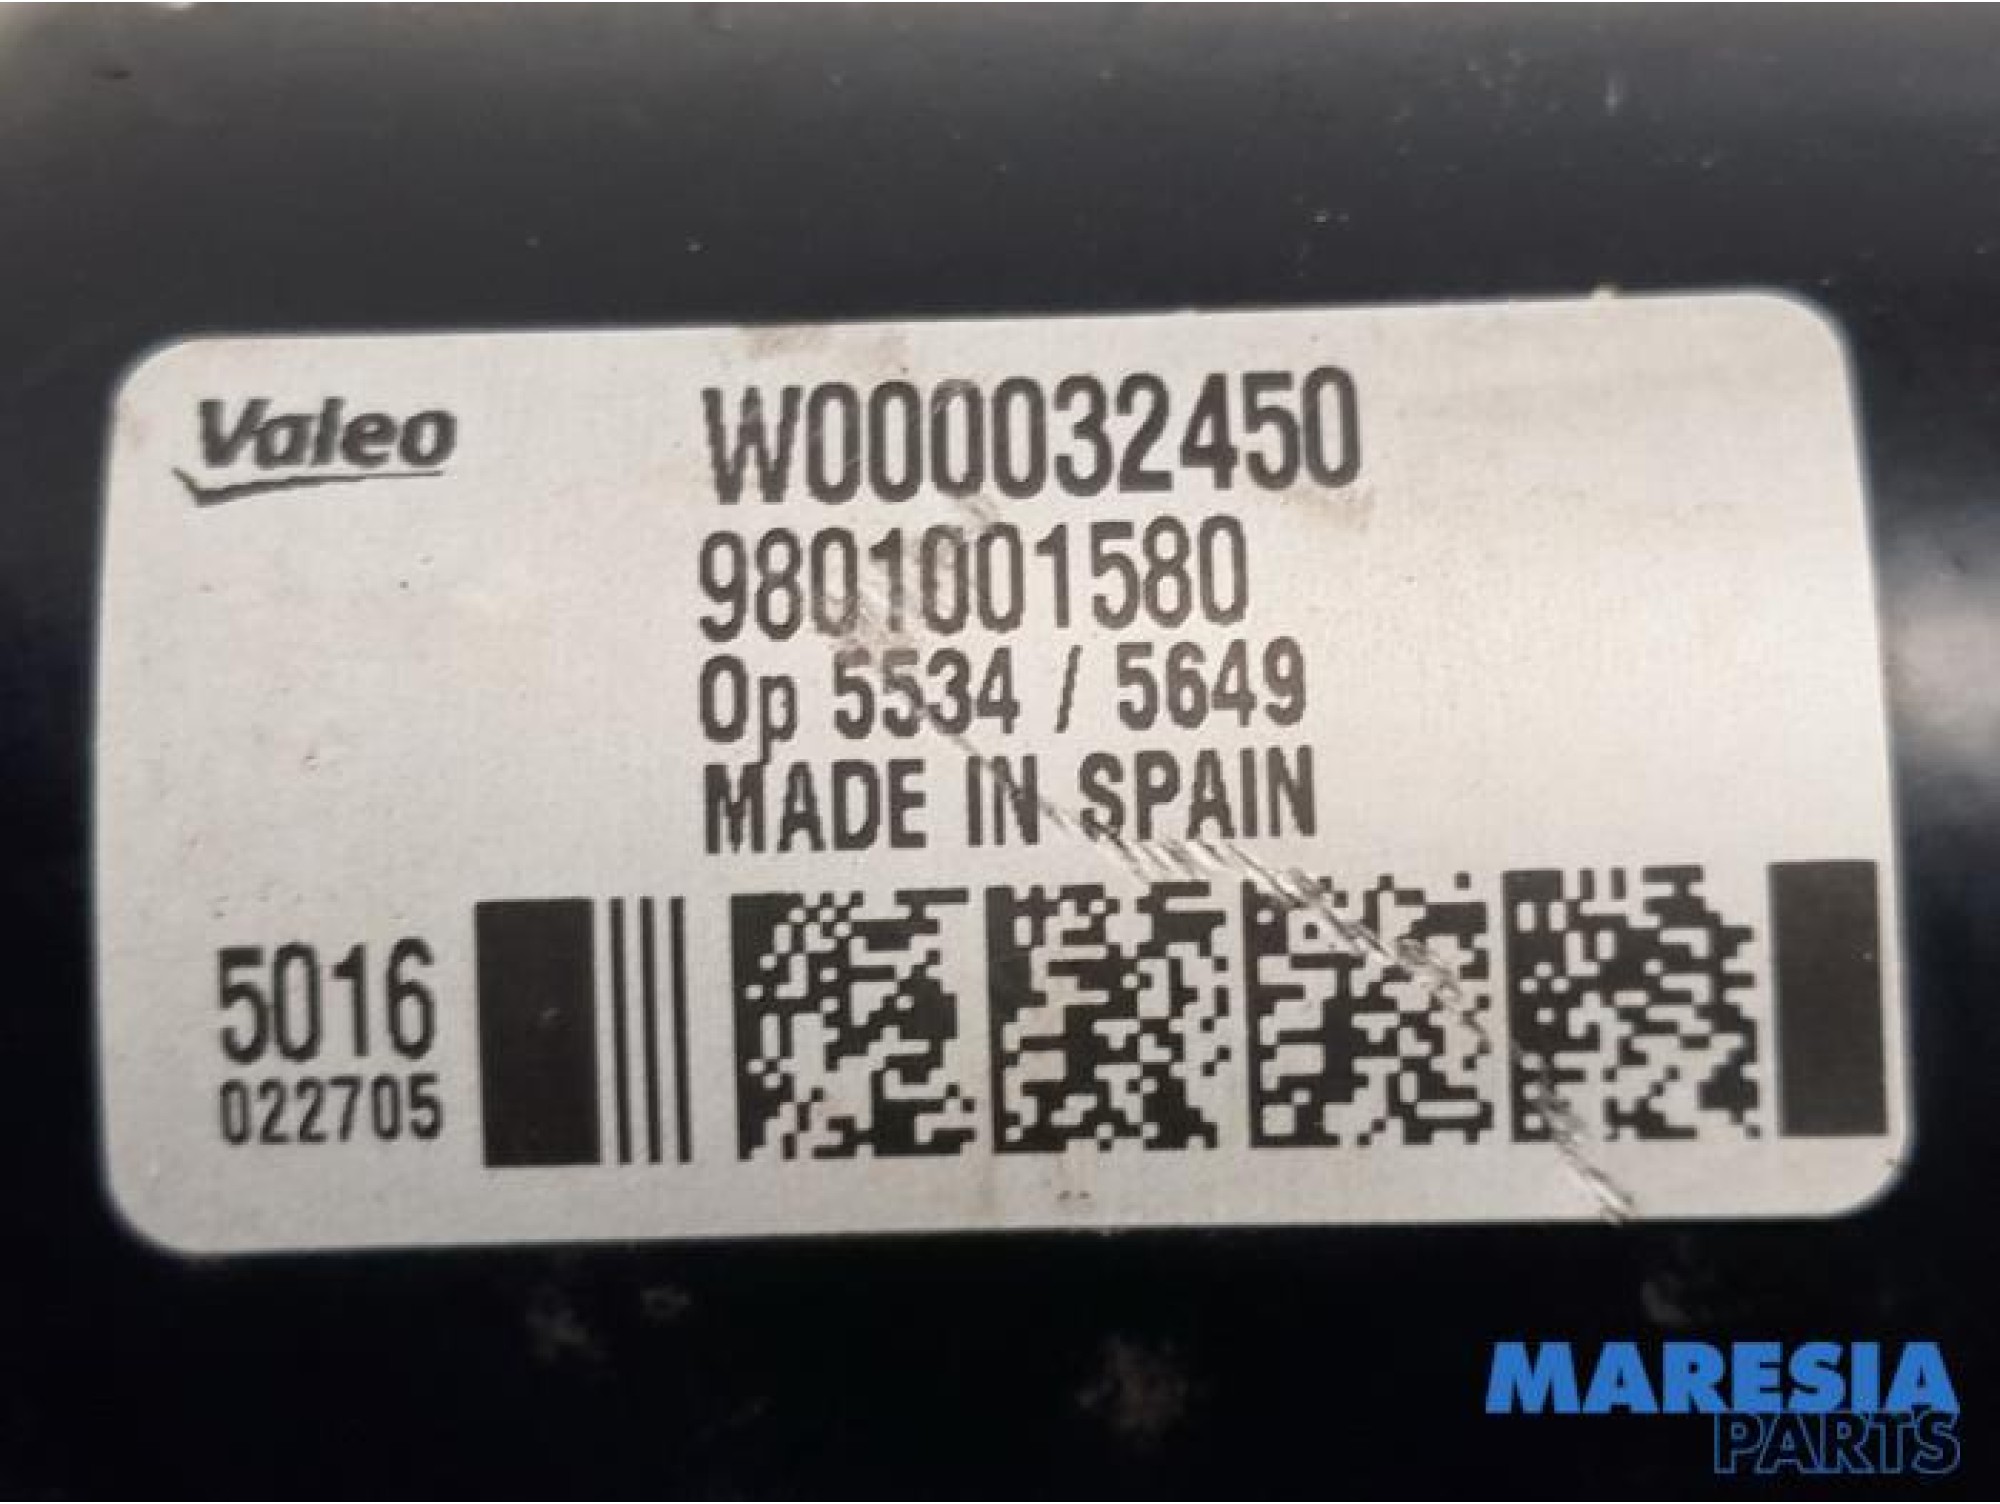 Valeo
W000032450
9801001580
Op 5534 / 5649
MADE IN SPAIN
5016
022705
MARESIA
PARTS